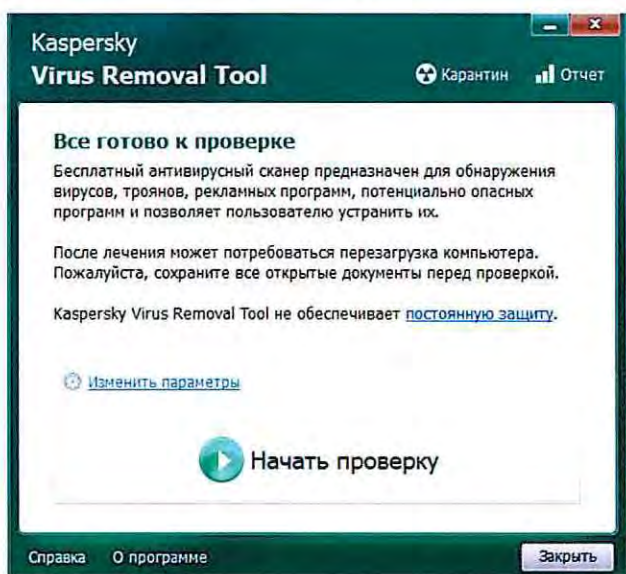 Kaspersky
Virus Removal Tool
Карантин
Отчет
Все готово к проверке
Бесплатный антивирусный сканер предназначен для обнаружения
вирусов, троянов, рекламных программ, потенциально опасных
программ и позволяет пользователю устранить их.
После лечения может потребоваться перезагрузка компьютера.
Пожалуйста, сохраните все открытые документы перед проверкой.
Kaspersky Virus Removal Tool не обеспечивает постоянную защиту.
Изменить параметры
Начать проверку
Справка
О программе
Закрыть